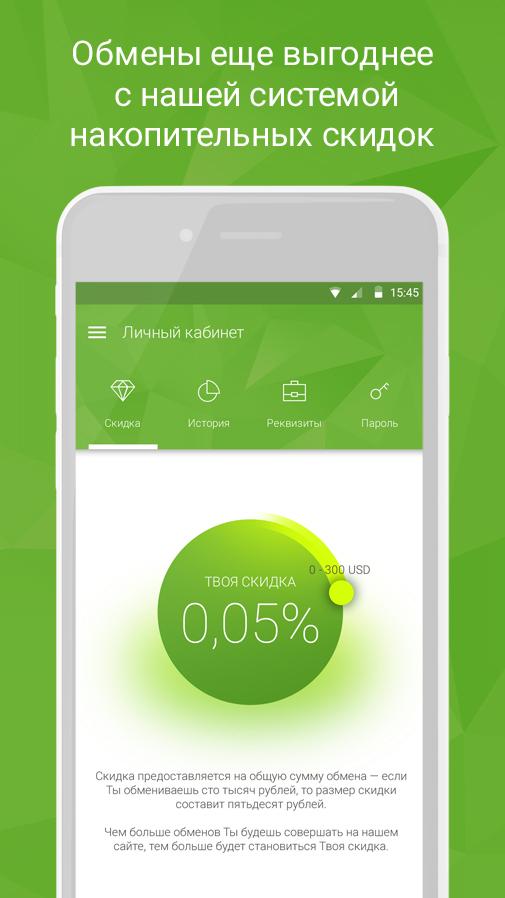 Обмены еще выгоднее
с нашей системой
накопительных скидок
15:45
Личный кабинет
Скидка
История
Реквизиты
Пароль
0 - 300 USD
ТВОЯ СКИДКА
0,05%
Скидка предоставляется на общую сумму обмена — если
Ты обмениваешь сто тысяч рублей, то размер скидки
составит пятьдесят рублей.
Чем больше обменов Ты будешь совершать на нашем
сайте, тем больше будет становиться Твоя скидка.